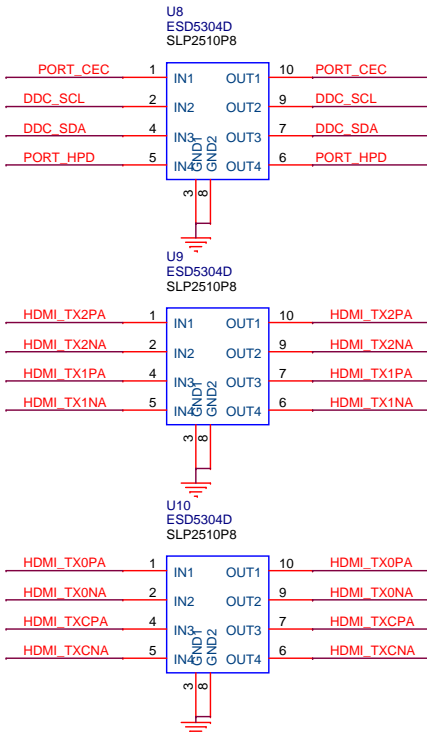 U8
ESD5304D
SLP2510P8
PORT_CEC 1 IN1 OUT1 10 PORT_CEC
DDC_SCL 2 IN2 OUT2 9 DDC_SCL
DDC_SDA 4 IN3 OUT3 7 DDC_SDA
PORT_HPD 5 IN4 OUT4 6 PORT_HPD
GND1 GND2
3 8
U9
ESD5304D
SLP2510P8
HDMI_TX2PA 1 IN1 OUT1 10 HDMI_TX2PA
HDMI_TX2NA 2 IN2 OUT2 9 HDMI_TX2NA
HDMI_TX1PA 4 IN3 OUT3 7 HDMI_TX1PA
HDMI_TX1NA 5 IN4 OUT4 6 HDMI_TX1NA
GND1 GND2
3 8
U10
ESD5304D
SLP2510P8
HDMI_TX0PA 1 IN1 OUT1 10 HDMI_TX0PA
HDMI_TX0NA 2 IN2 OUT2 9 HDMI_TX0NA
HDMI_TXCPA 4 IN3 OUT3 7 HDMI_TXCPA
HDMI_TXCNA 5 IN4 OUT4 6 HDMI_TXCNA
GND1 GND2
3 8